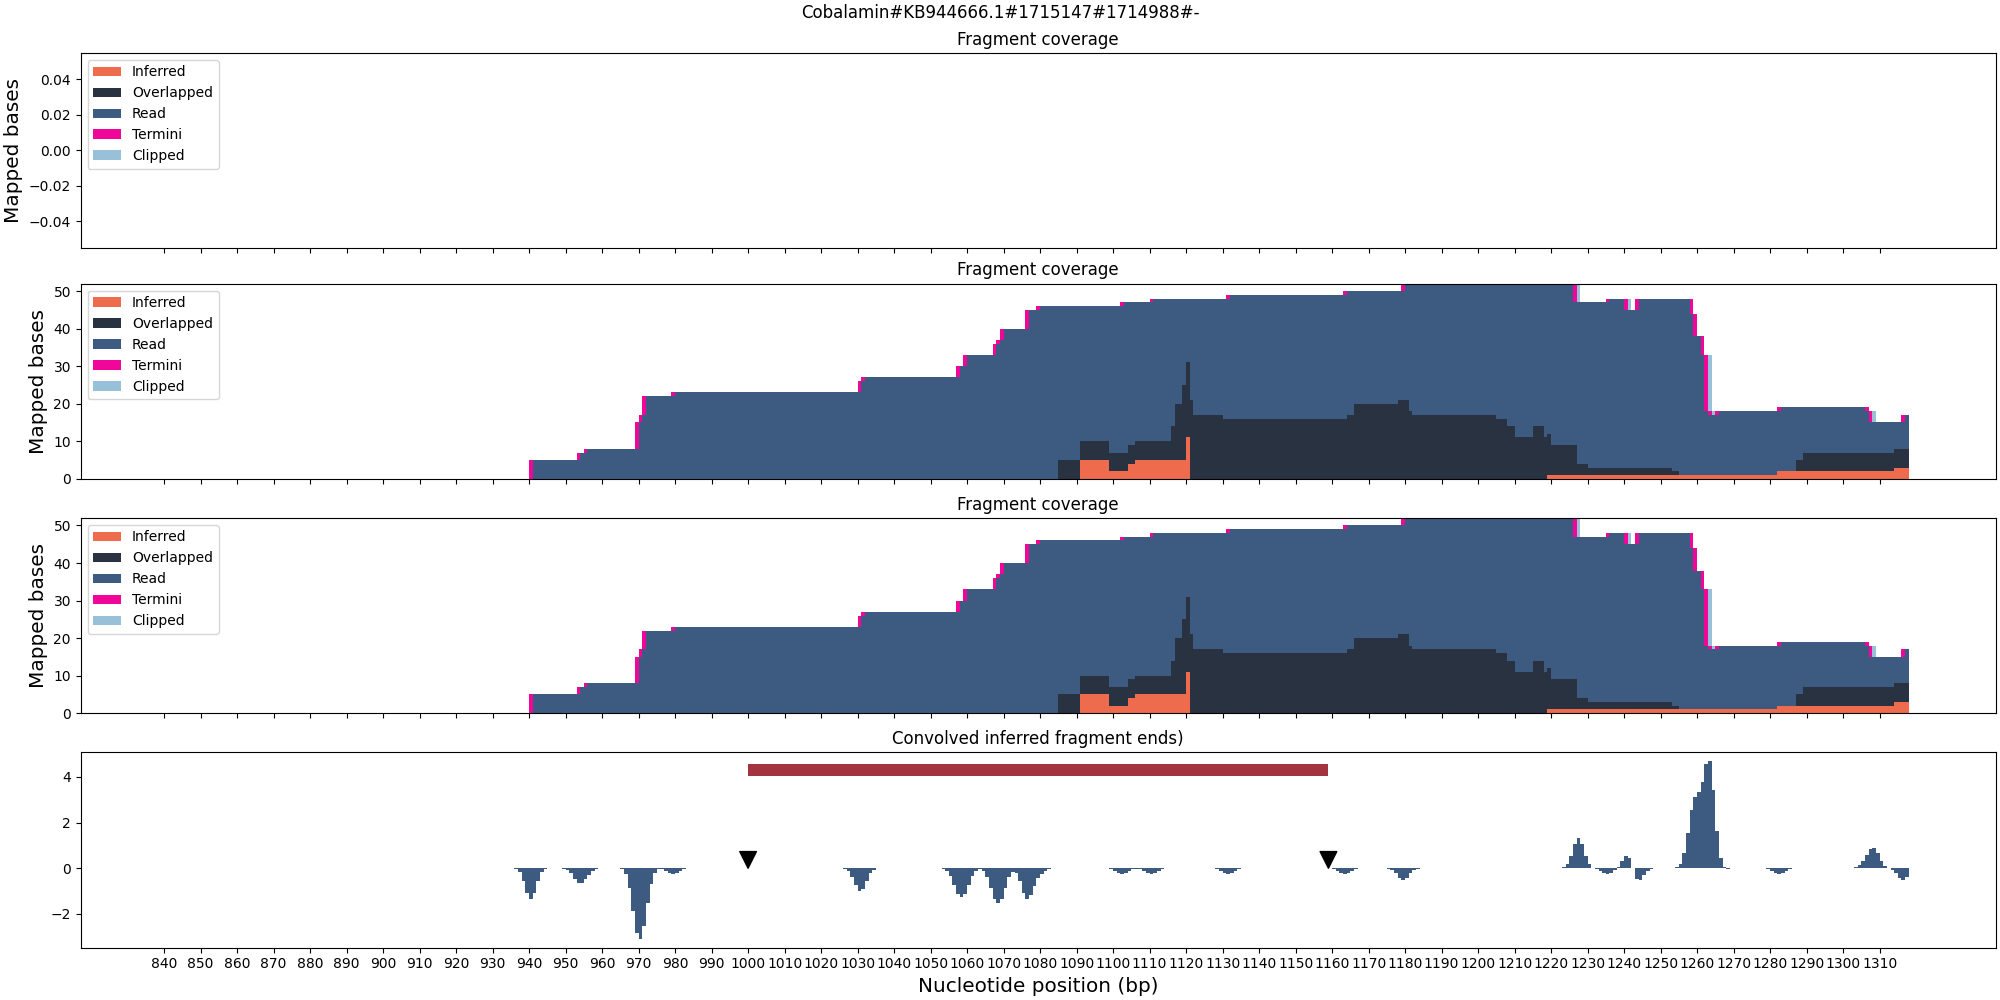 Cobalamin#KB944666.1#1715147#1714988#-
Fragment coverage
Mapped bases
0.04
0.02
0.00
−0.02
−0.04
Inferred
Overlapped
Read
Termini
Clipped
Fragment coverage
Mapped bases
50
40
30
20
10
0
Inferred
Overlapped
Read
Termini
Clipped
Fragment coverage
Mapped bases
50
40
30
20
10
0
Inferred
Overlapped
Read
Termini
Clipped
Convolved inferred fragment ends)
4
2
0
−2
840 850 860 870 880 890 900 910 920 930 940 950 960 970 980 990 1000 1010 1020 1030 1040 1050 1060 1070 1080 1090 1100 1110 1120 1130 1140 1150 1160 1170 1180 1190 1200 1210 1220 1230 1240 1250 1260 1270 1280 1290 1300 1310
Nucleotide position (bp)